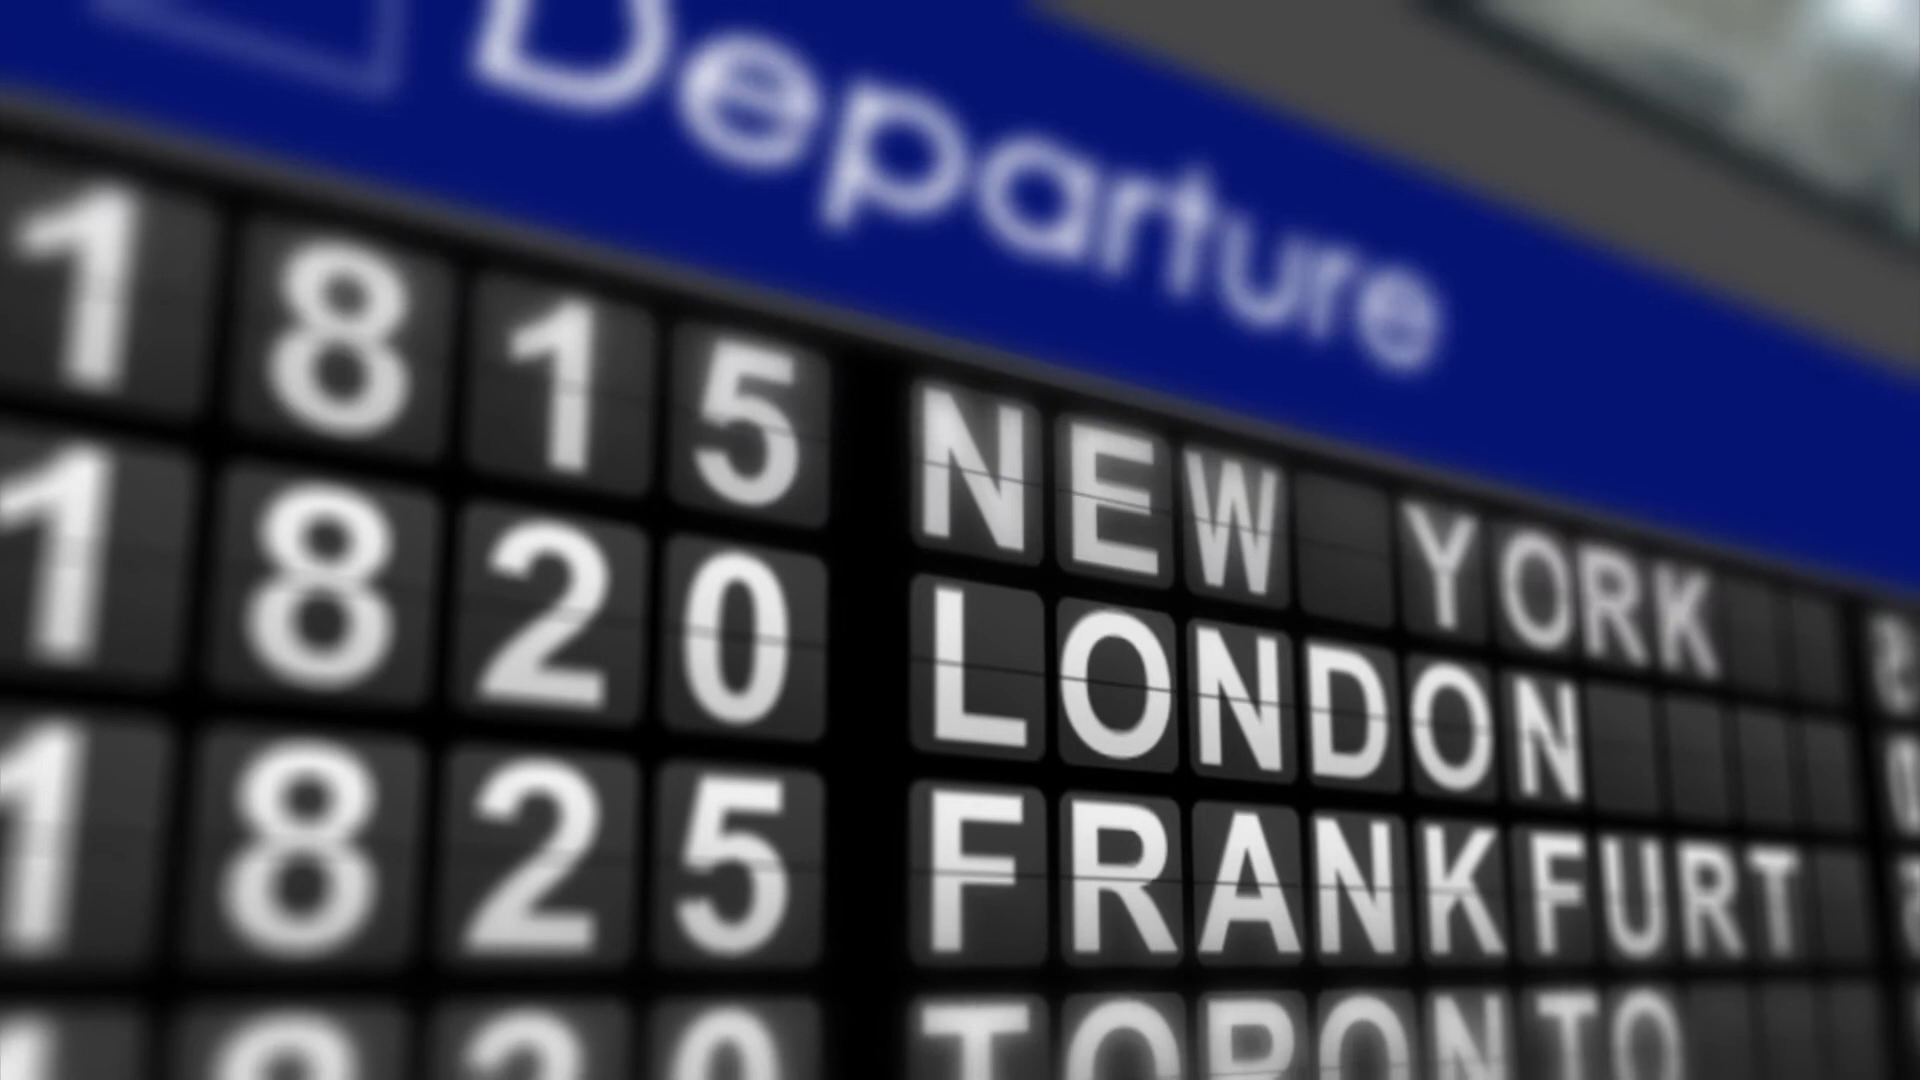 Departure
1815 NEW YORK
1820 LONDON
1825 FRANKFURT
TORONTO